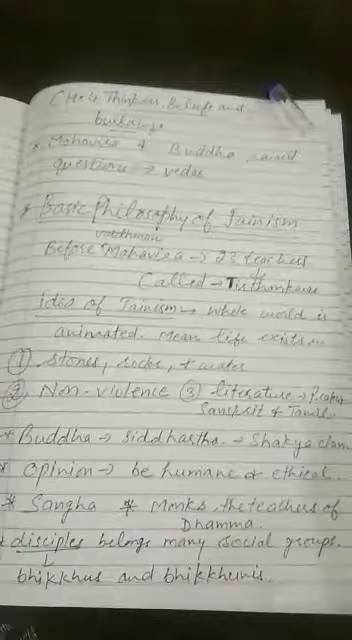 CH-4 Thinkers, Beliefs and
buildings
* Mahavira & Buddha raised
questions → vedas
* Basic Philosophy of Jainism
vardhman
Before Mahavira → 23 teachers
Called → Tirthankaras
idea of Jainism → whole world is
animated. Mean life exists in
① Stones, rocks, & water
② Non-violence ③ literature →
Sanskrit & Tamil.
* Buddha → Siddhartha. → Shakya clan
* Opinion → be humane & ethical.
* Sangha * Monks, the teachers of
Dhamma.
* disciples belongs many social groups.
↓
bhikkhus and bhikkhunis.